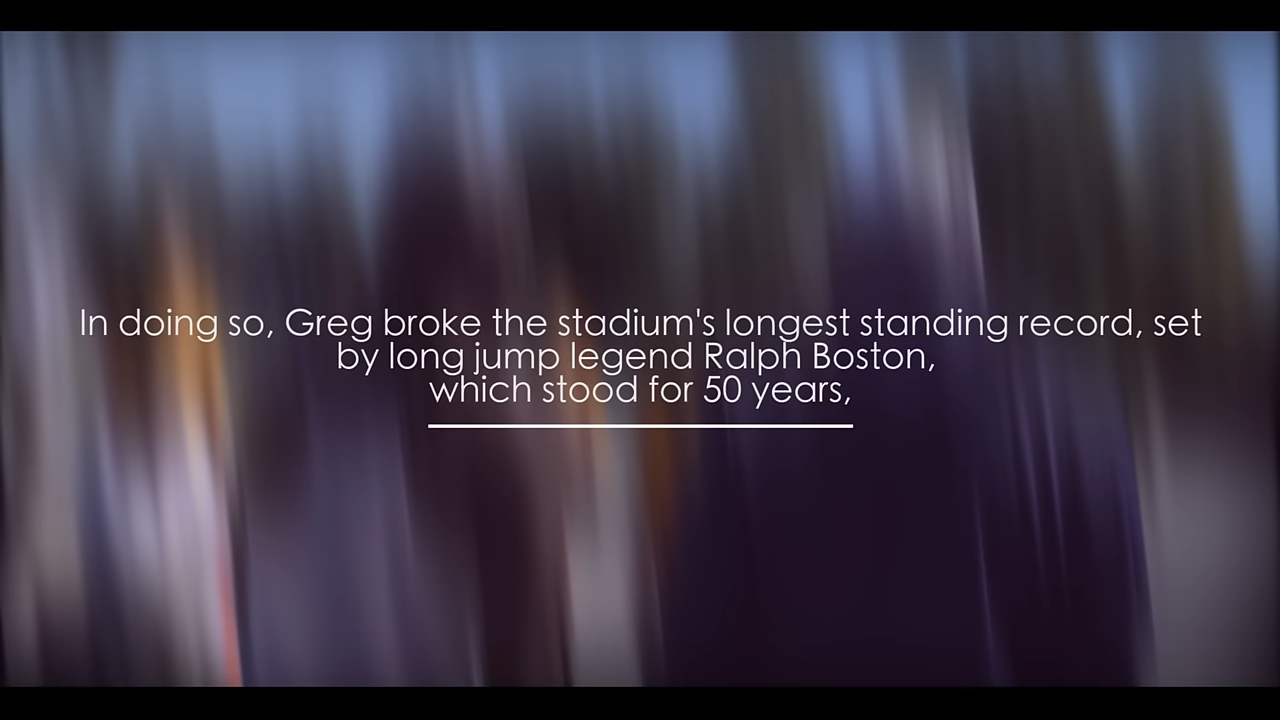 In doing so, Greg broke the stadium's longest standing record, set
by long jump legend Ralph Boston,
which stood for 50 years,